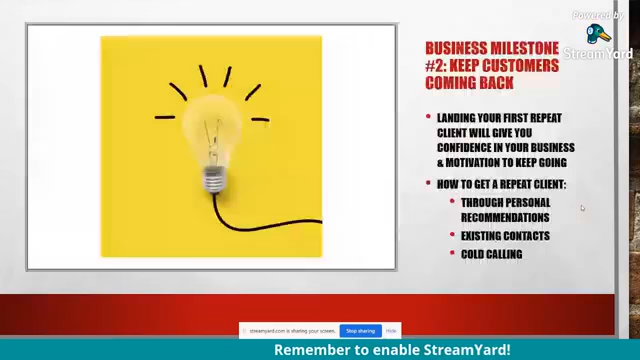 Powered by
StreamYard
BUSINESS MILESTONE
#2: KEEP CUSTOMERS
COMING BACK
• LANDING YOUR FIRST REPEAT
CLIENT WILL GIVE YOU
CONFIDENCE IN YOUR BUSINESS
& MOTIVATION TO KEEP GOING
• HOW TO GET A REPEAT CLIENT:
• THROUGH PERSONAL
RECOMMENDATIONS
• EXISTING CONTACTS
• COLD CALLING
streamyard.com is sharing your screen.
Stop sharing
Hide
Remember to enable StreamYard!